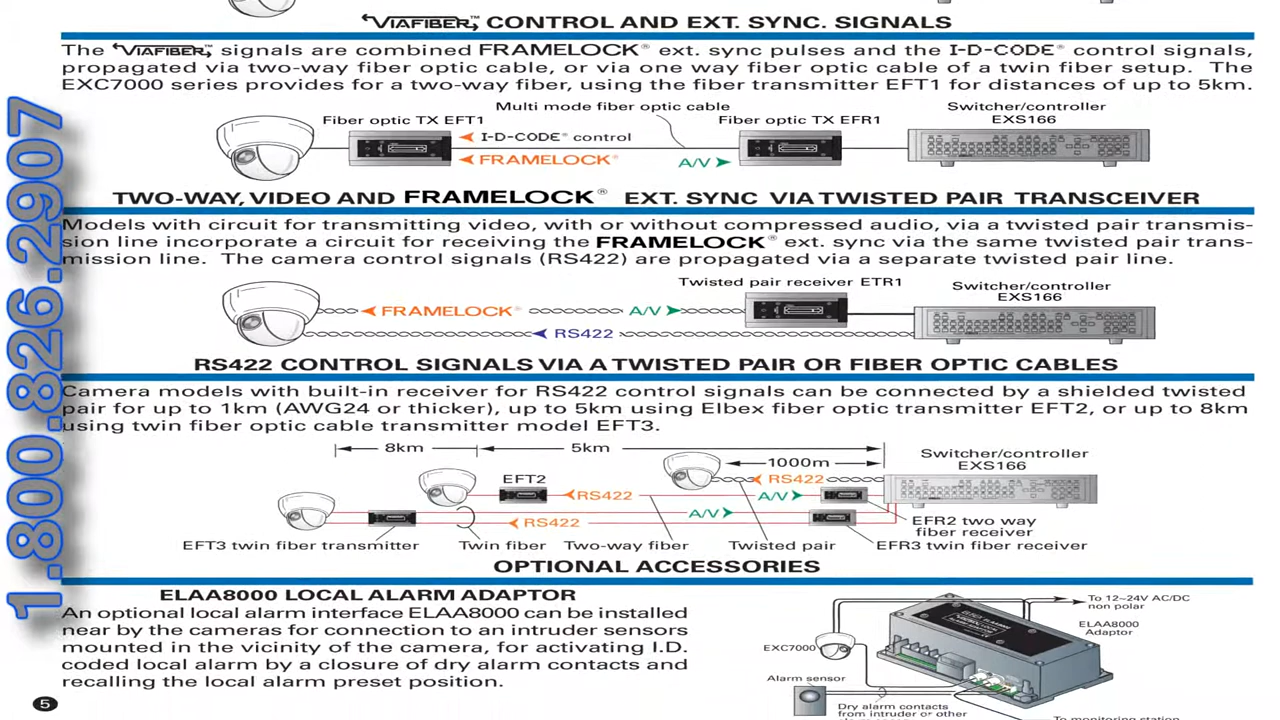 VIAFIBER™ CONTROL AND EXT. SYNC. SIGNALS
The VIAFIBER™ signals are combined FRAMELOCK® ext. sync pulses and the I-D-CODE® control signals,
propagated via two-way fiber optic cable, or via one way fiber optic cable of a twin fiber setup. The
EXC7000 series provides for a two-way fiber, using the fiber transmitter EFT1 for distances of up to 5km.
Multi mode fiber optic cable
Switcher/controller
EXS166
Fiber optic TX EFT1
Fiber optic TX EFR1
I-D-CODE® control
FRAMELOCK®
A/V
TWO-WAY, VIDEO AND FRAMELOCK® EXT. SYNC VIA TWISTED PAIR TRANSCEIVER
Models with circuit for transmitting video, with or without compressed audio, via a twisted pair transmis-
sion line incorporate a circuit for receiving the FRAMELOCK® ext. sync via the same twisted pair trans-
mission line. The camera control signals (RS422) are propagated via a separate twisted pair line.
Twisted pair receiver ETR1
Switcher/controller
EXS166
FRAMELOCK®
A/V
RS422
RS422 CONTROL SIGNALS VIA A TWISTED PAIR OR FIBER OPTIC CABLES
Camera models with built-in receiver for RS422 control signals can be connected by a shielded twisted
pair for up to 1km (AWG24 or thicker), up to 5km using Elbex fiber optic transmitter EFT2, or up to 8km
using twin fiber optic cable transmitter model EFT3.
8km
5km
1000m
Switcher/controller
EXS166
EFT2
RS422
RS422
A/V
A/V
RS422
EFR2 two way
fiber receiver
EFT3 twin fiber transmitter
Twin fiber
Two-way fiber
Twisted pair
EFR3 twin fiber receiver
OPTIONAL ACCESSORIES
ELAA8000 LOCAL ALARM ADAPTOR
An optional local alarm interface ELAA8000 can be installed
near by the cameras for connection to an intruder sensors
mounted in the vicinity of the camera, for activating I.D.
coded local alarm by a closure of dry alarm contacts and
recalling the local alarm preset position.
To 12~24V AC/DC
non polar
ELAA8000
Adaptor
EXC7000
Alarm sensor
Dry alarm contacts
from intruder or other
To monitoring station
5
1.800.826.2907